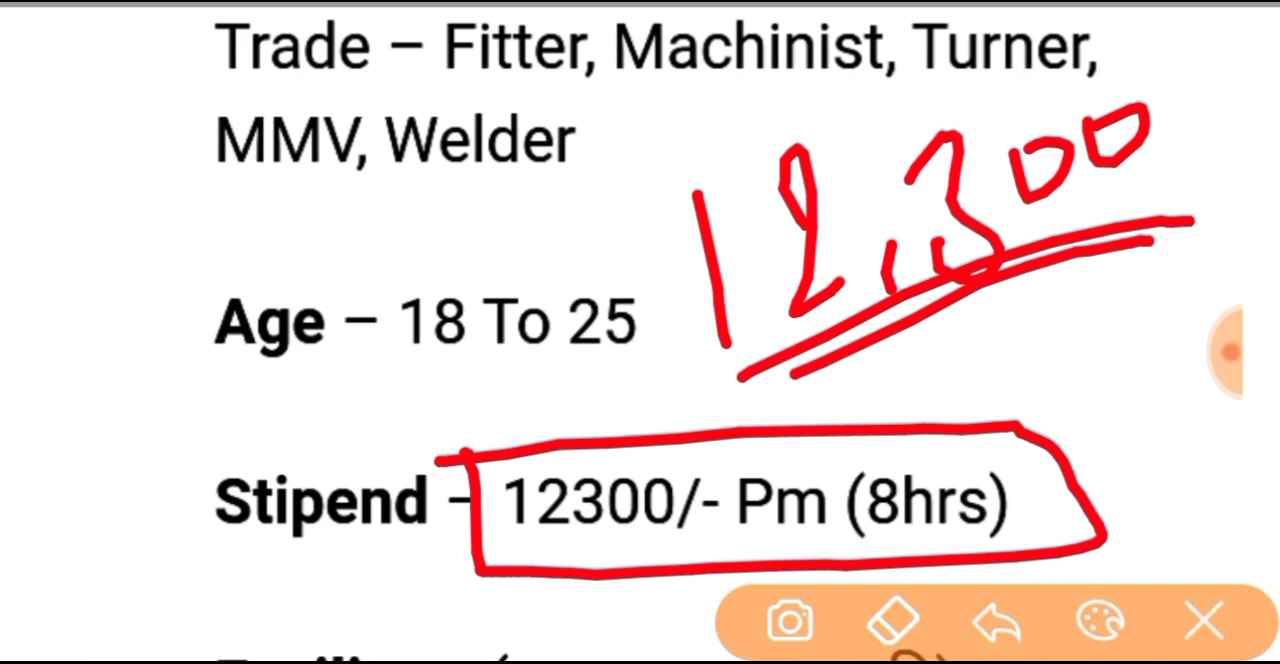 Trade – Fitter, Machinist, Turner,
MMV, Welder
12,300
Age – 18 To 25
Stipend – 12300/- Pm (8hrs)